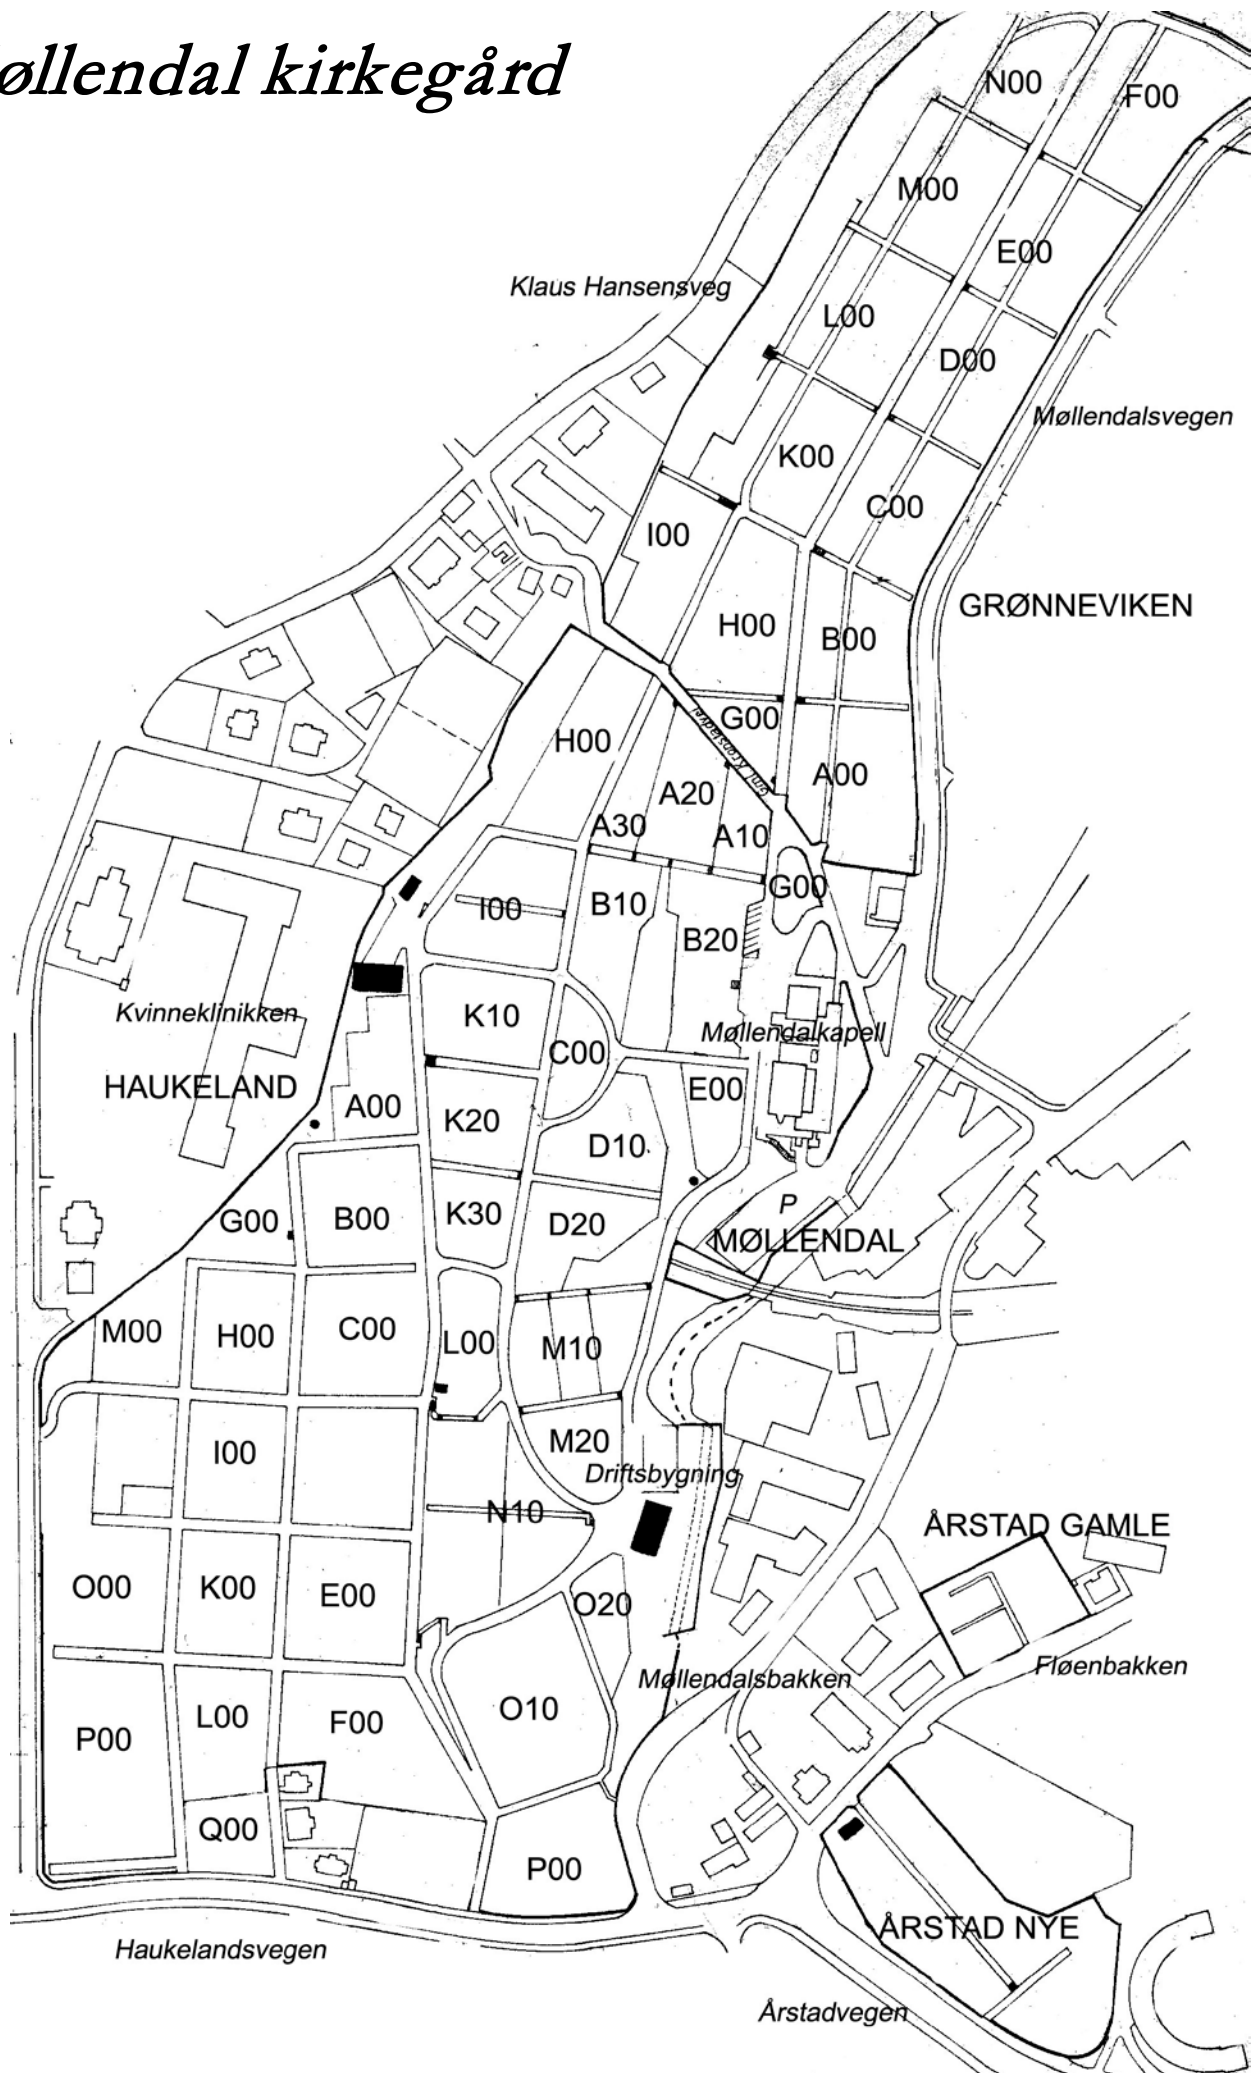 øllendal kirkegård
N00
F00
M00
E00
Klaus Hansensveg
L00
D00
Møllendalsvegen
K00
C00
I00
GRØNNEVIKEN
H00
B00
G00
H00
A00
A20
A30
A10
G00
I00
B10
B20
Kvinneklinikken
K10
Møllendalkapell
C00
HAUKELAND
E00
A00
K20
D10
P
G00
B00
K30
D20
MØLLENDAL
M00
H00
C00
L00
M10
I00
M20
Driftsbygning
N10
ÅRSTAD GAMLE
O00
K00
E00
O20
Fløenbakken
Møllendalsbakken
O10
L00
F00
P00
Q00
P00
ÅRSTAD NYE
Haukelandsvegen
Årstadvegen